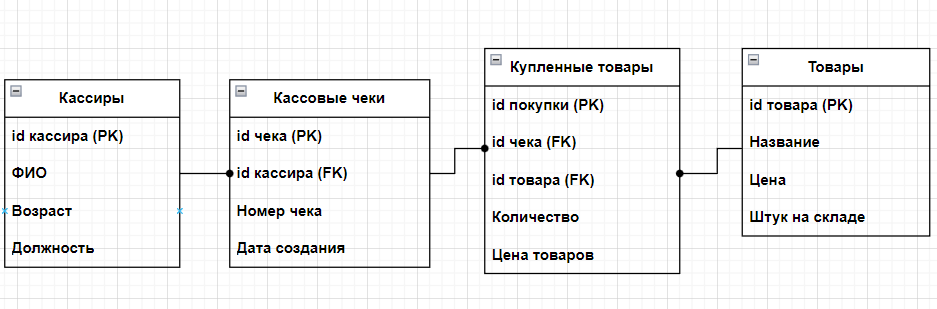 Кассиры
id кассира (PK)
ФИО
Возраст
Должность
Кассовые чеки
id чека (PK)
id кассира (FK)
Номер чека
Дата создания
Купленные товары
id покупки (PK)
id чека (FK)
id товара (FK)
Количество
Цена товаров
Товары
id товара (PK)
Название
Цена
Штук на складе